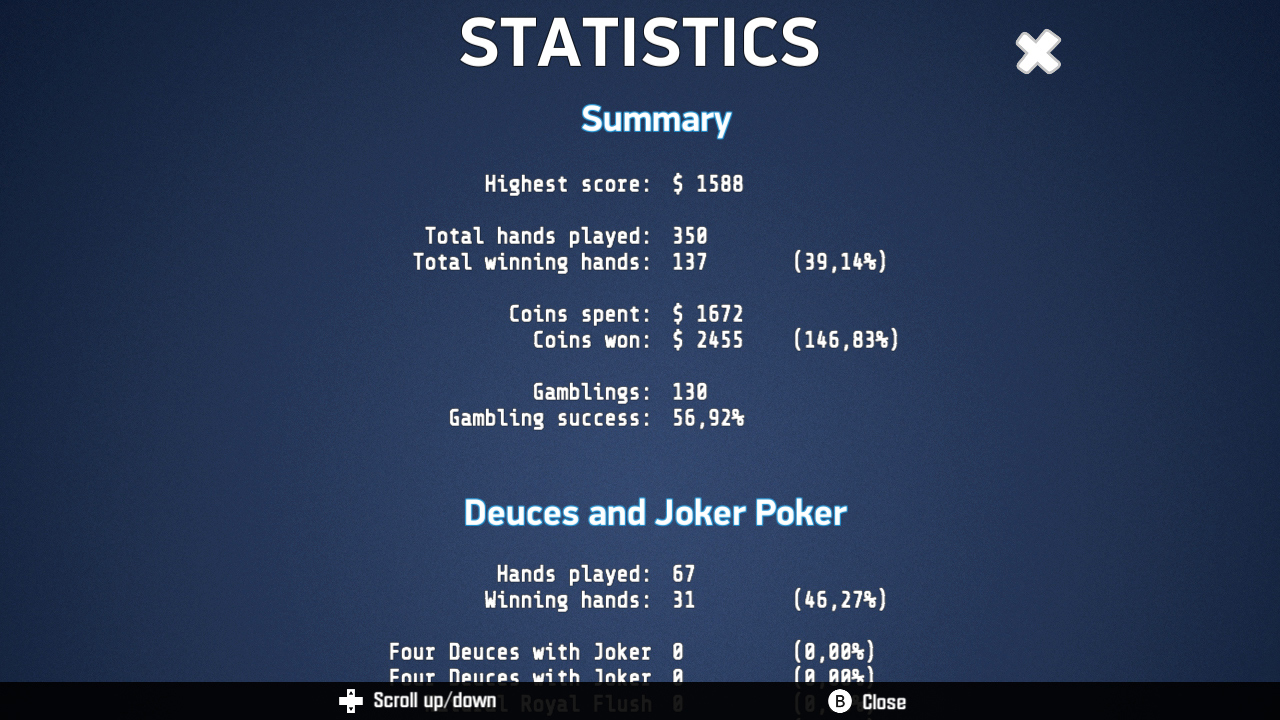 STATISTICS
Summary
Highest score: $ 1588
Total hands played: 350
Total winning hands: 137 (39,14%)
Coins spent: $ 1672
Coins won: $ 2455 (146,83%)
Gamblings: 130
Gambling success: 56,92%
Deuces and Joker Poker
Hands played: 67
Winning hands: 31 (46,27%)
Four Deuces with Joker 0 (0,00%)
Four Deuces with Joker 0 (0,00%)
Royal Flush 0
Scroll up/down
B Close